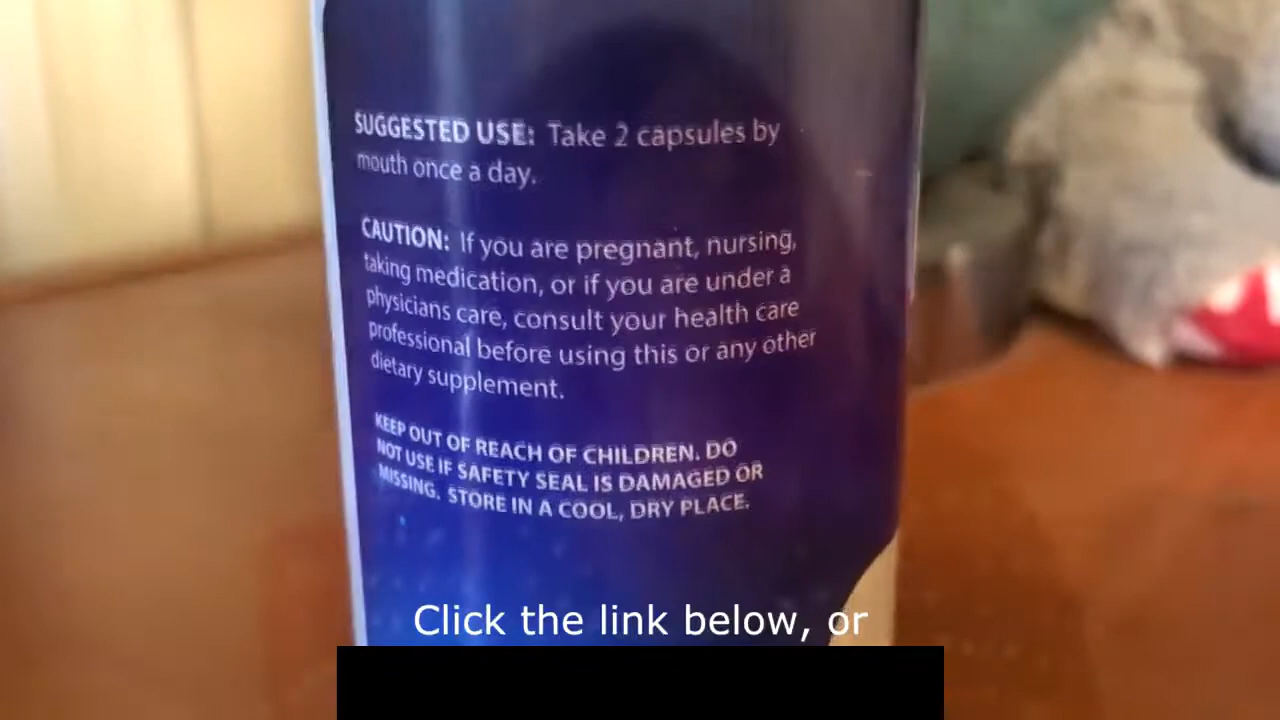 SUGGESTED USE: Take 2 capsules by
mouth once a day.
CAUTION: If you are pregnant, nursing,
taking medication, or if you are under a
physicians care, consult your health care
professional before using this or any other
dietary supplement.
KEEP OUT OF REACH OF CHILDREN. DO
NOT USE IF SAFETY SEAL IS DAMAGED OR
MISSING. STORE IN A COOL, DRY PLACE.
Click the link below, or